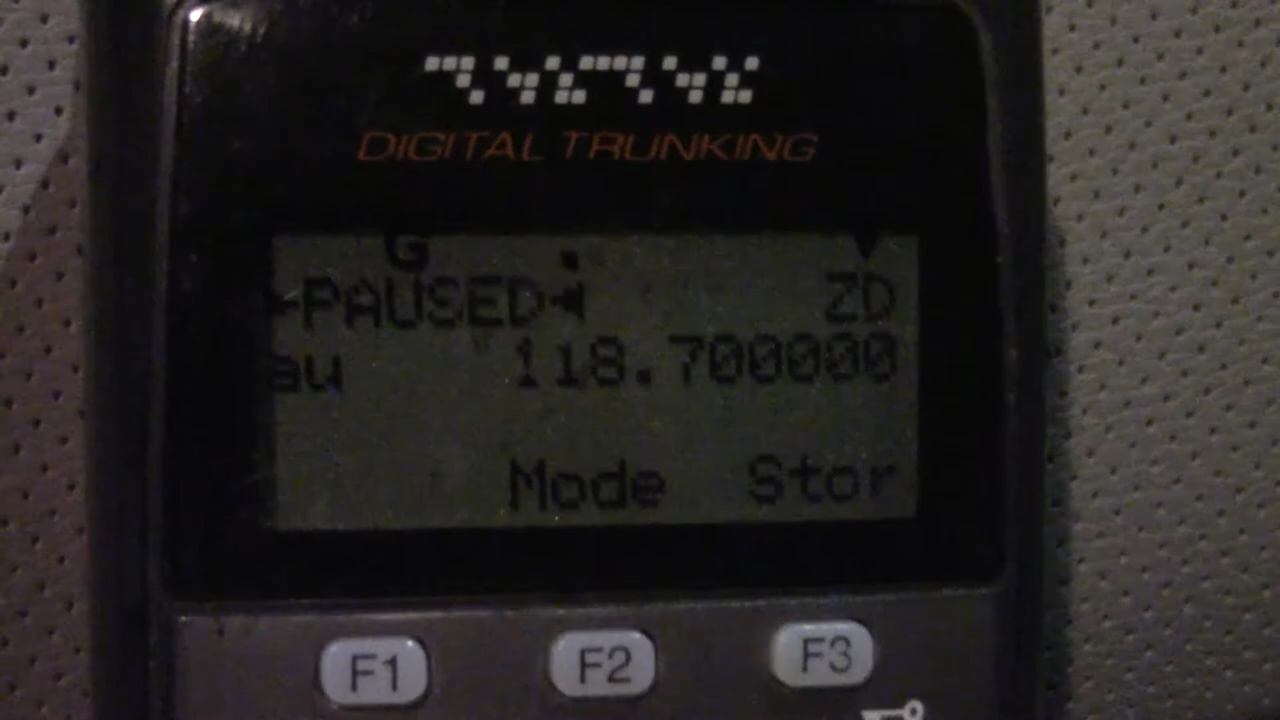 DIGITAL TRUNKING
G
PAUSED ZD
au 118.700000
Mode Stor
F1 F2 F3